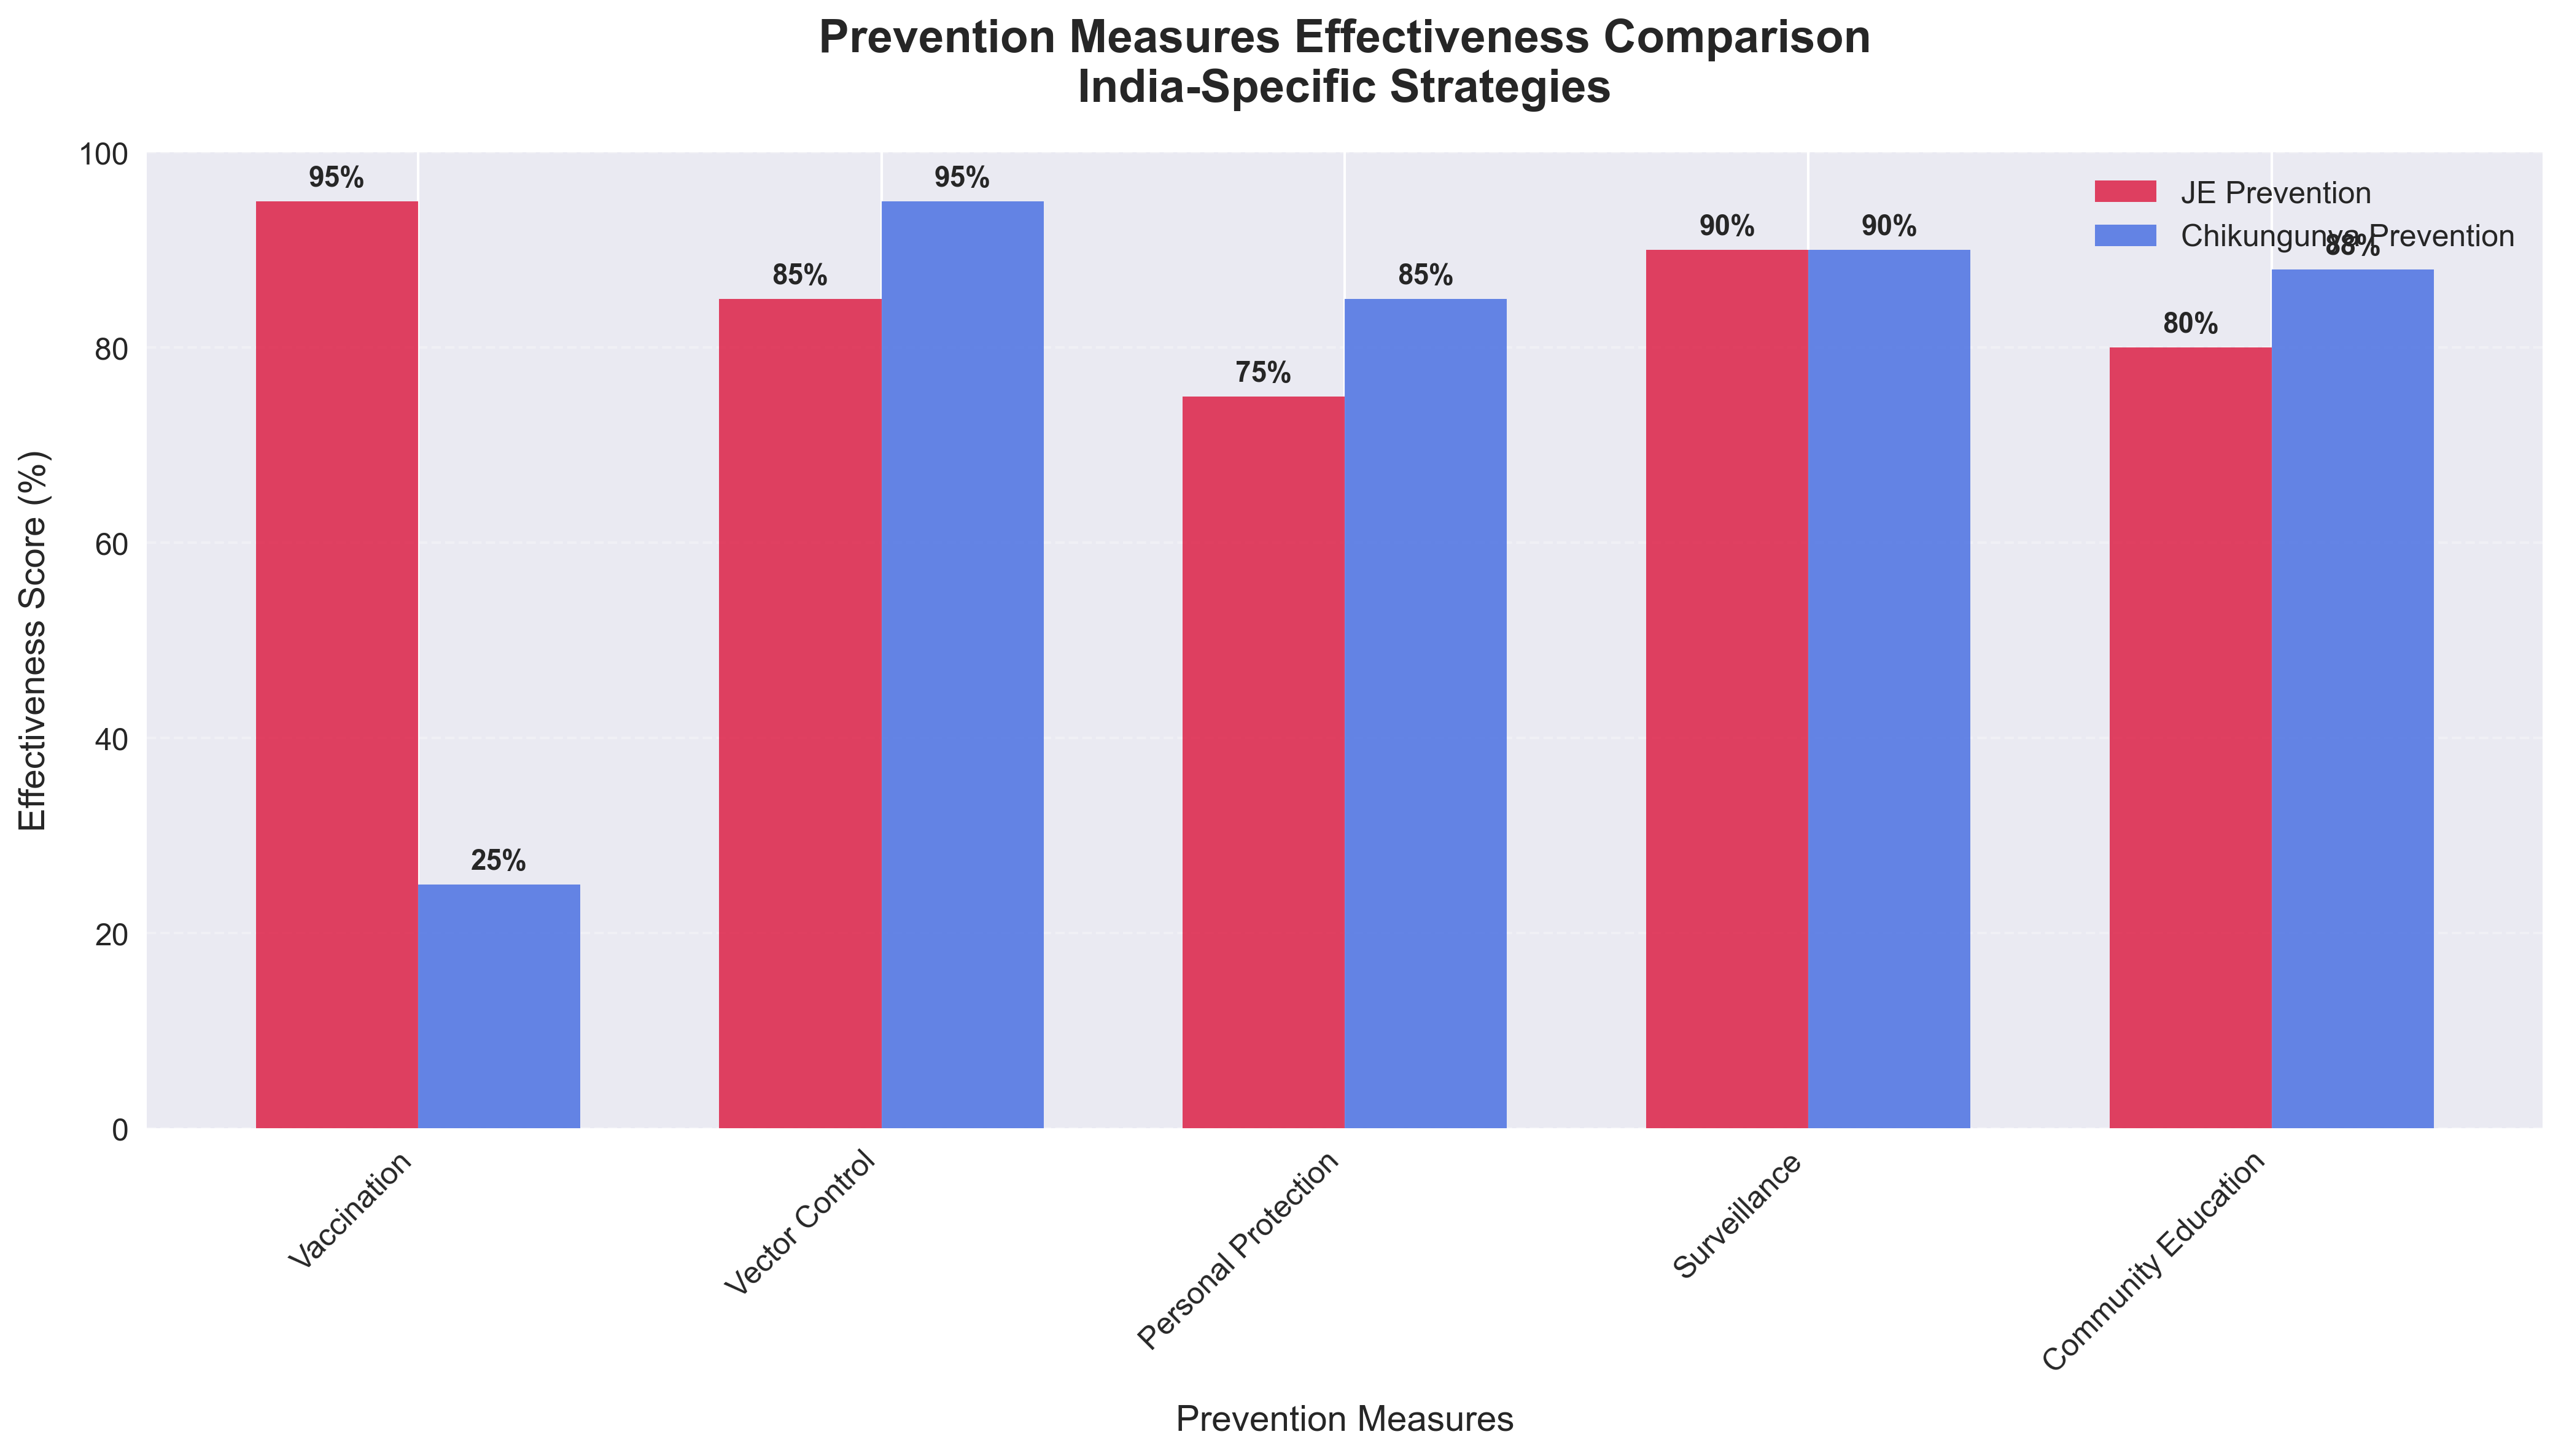 Prevention Measures Effectiveness Comparison
India-Specific Strategies
Effectiveness Score (%)
100
80
60
40
20
0
95%
25%
85%
95%
75%
85%
90%
90%
80%
88%
JE Prevention
Chikungunya Prevention
Vaccination
Vector Control
Personal Protection
Surveillance
Community Education
Prevention Measures